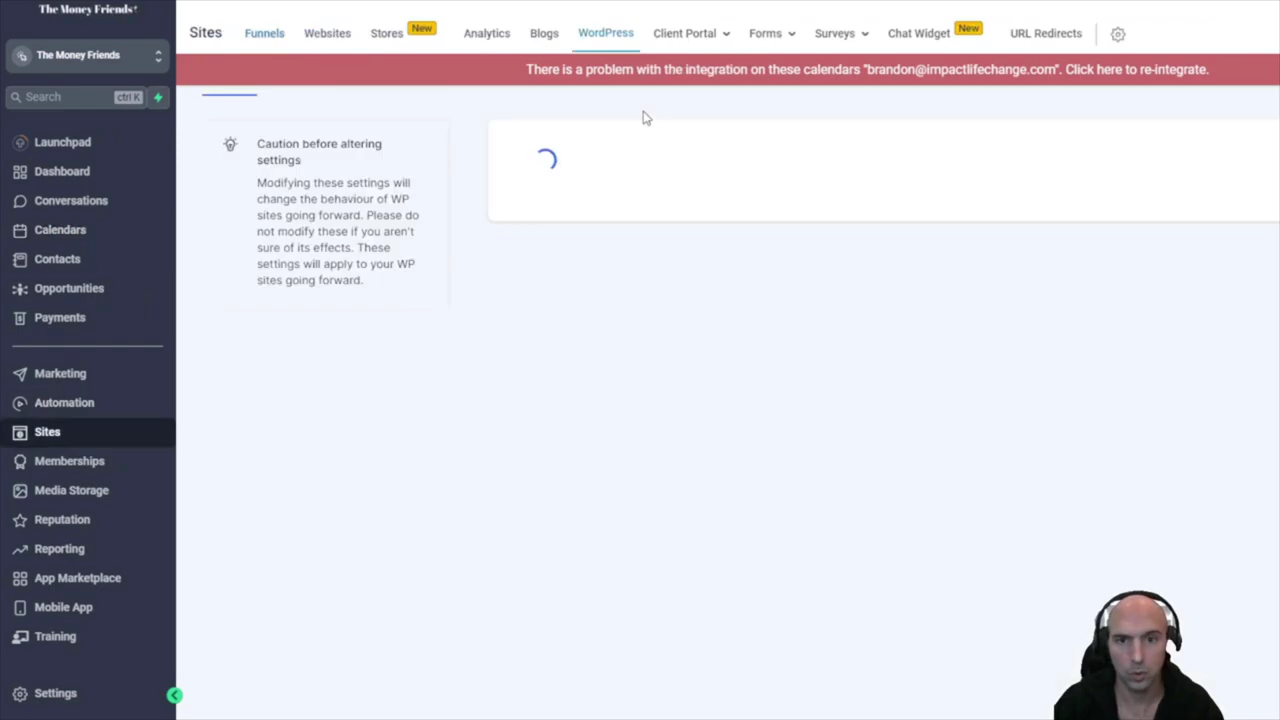 The Money Friends
The Money Friends
Search
ctrl K
Launchpad
Dashboard
Conversations
Calendars
Contacts
Opportunities
Payments
Marketing
Automation
Sites
Memberships
Media Storage
Reputation
Reporting
App Marketplace
Mobile App
Training
Settings
Sites
Funnels
Websites
Stores
New
Analytics
Blogs
WordPress
Client Portal
Forms
Surveys
Chat Widget
New
URL Redirects
There is a problem with the integration on these calendars "brandon@impactlifechange.com". Click here to re-integrate.
Caution before altering
settings
Modifying these settings will
change the behaviour of WP
sites going forward. Please do
not modify these if you aren't
sure of its effects. These
settings will apply to your WP
sites going forward.